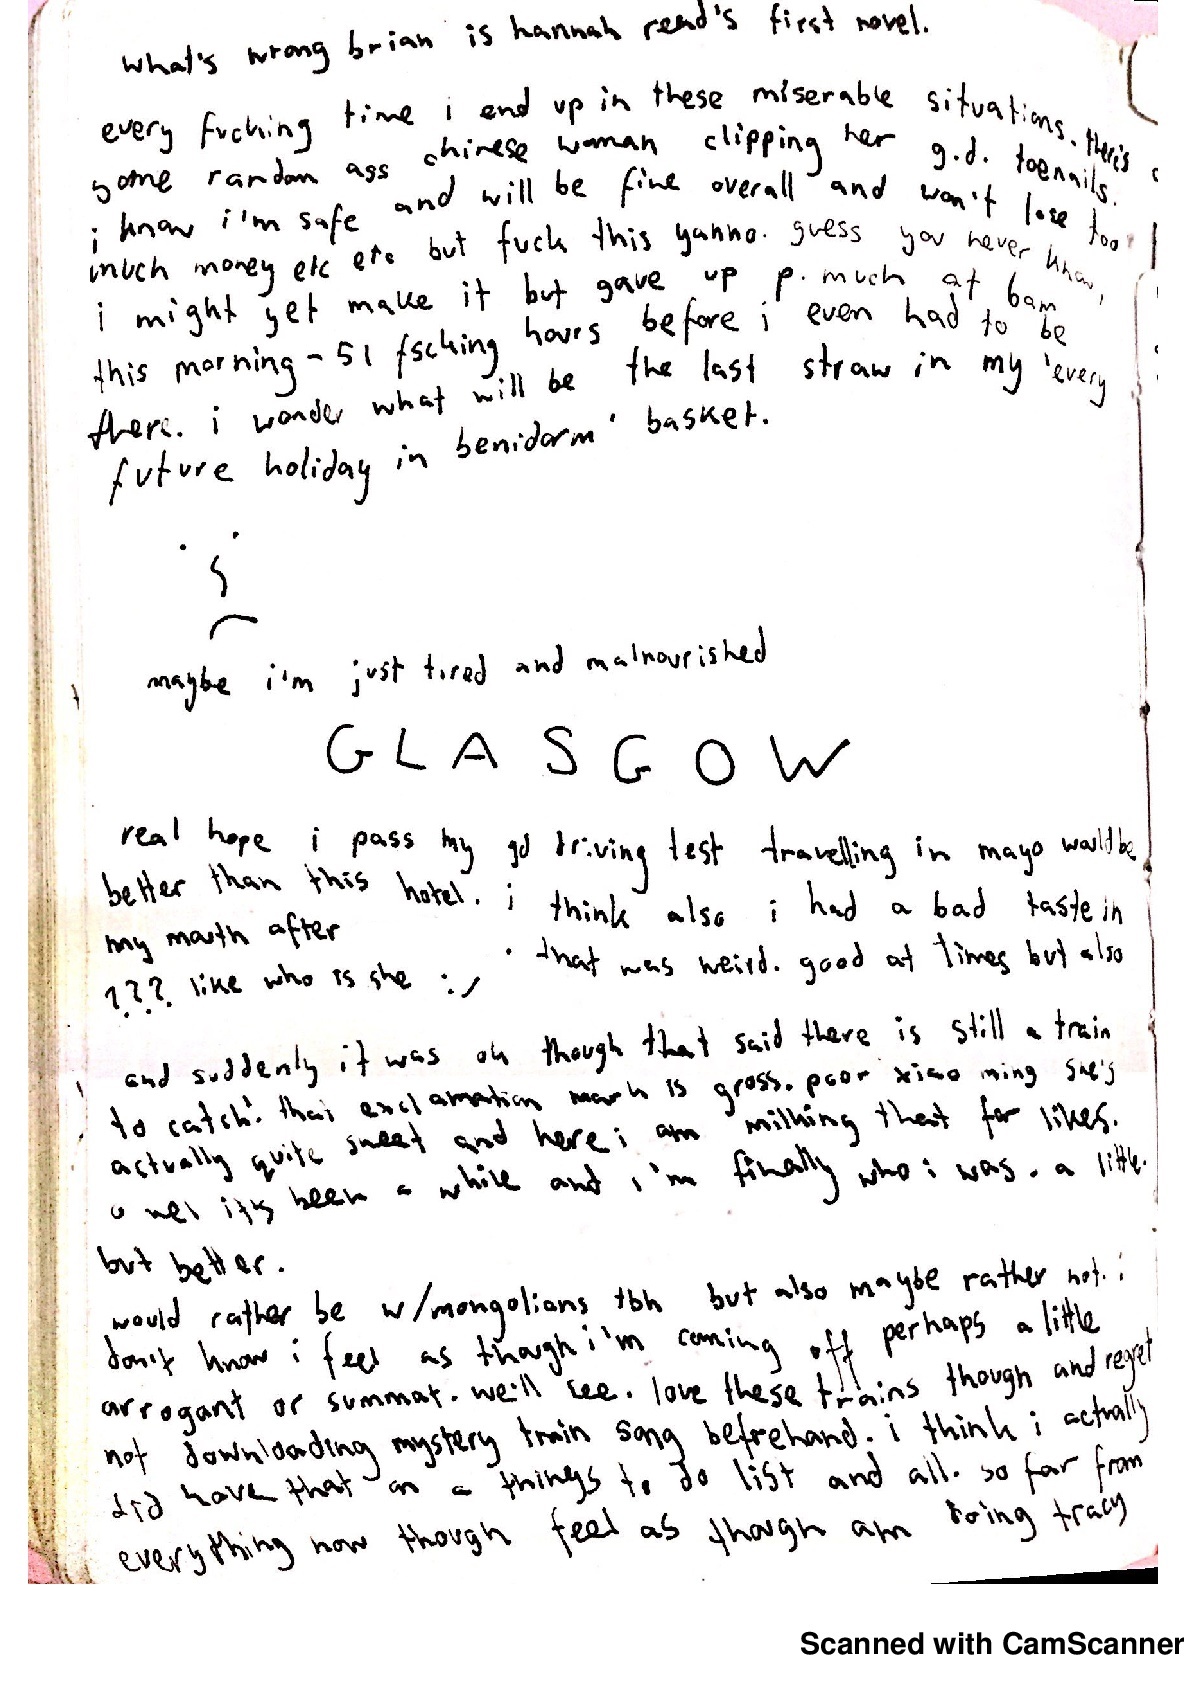 what's wrong brian is hannah read's first novel.
every fucking time i end up in these miserable situations. there's
some random ass chinese woman clipping her g.d. toenails.
i know i'm safe and will be fine overall and won't lose too
much money etc etc but fuck this yanno. guess you never know,
i might yet make it but gave up p. much at 6am
this morning - 51 fscking hours before i even had to be
there. i wonder what will be the last straw in my 'every
future holiday in benidorm' basket.
maybe i'm just tired and malnourished
GLASGOW
real hope i pass my gd driving test travelling in mayo would be
better than this hotel. i think also i had a bad taste in
my mouth after
. that was weird. good at times but also
??? like who is she :/
and suddenly it was ok though that said there is still a train
to catch! that exclamation mark is gross. poor xiao ming she's
actually quite sweet and here i am milking that for likes.
it's been a while and i'm finally who i was. a little.
but better.
would rather be w/mongolians tbh but also maybe rather not. i
don't know i feel as though i'm coming off perhaps a little
arrogant or summat. we'll see. love these trains though and regret
not downloading mystery train song befrehand. i think i actually
did have that on a things to do list and all. so far from
everything now though feel as though am doing tracy
Scanned with CamScanner